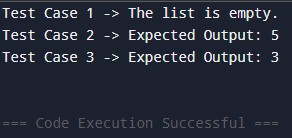 Test Case 1 -> The list is empty.
Test Case 2 -> Expected Output: 5
Test Case 3 -> Expected Output: 3
=== Code Execution Successful ===